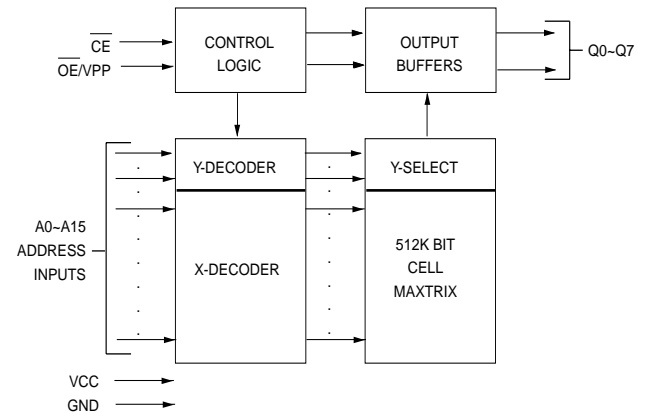 CE
OE/VPP
CONTROL
LOGIC
OUTPUT
BUFFERS
Q0~Q7
A0~A15
ADDRESS
INPUTS
Y-DECODER
X-DECODER
Y-SELECT
512K BIT
CELL
MAXTRIX
VCC
GND